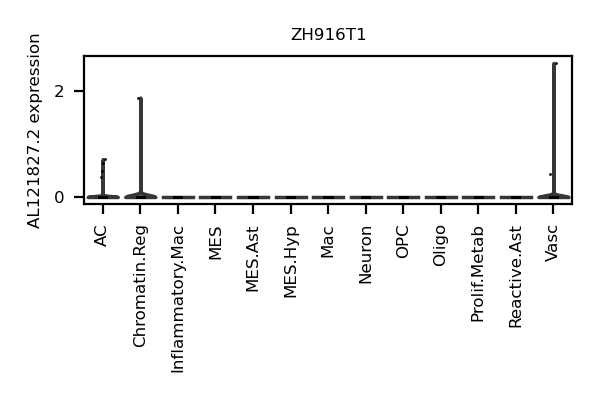 ZH916T1
AL121827.2 expression
2
0
AC
Chromatin.Reg
Inflammatory.Mac
MES
MES.Ast
MES.Hyp
Mac
Neuron
OPC
Oligo
Prolif.Metab
Reactive.Ast
Vasc